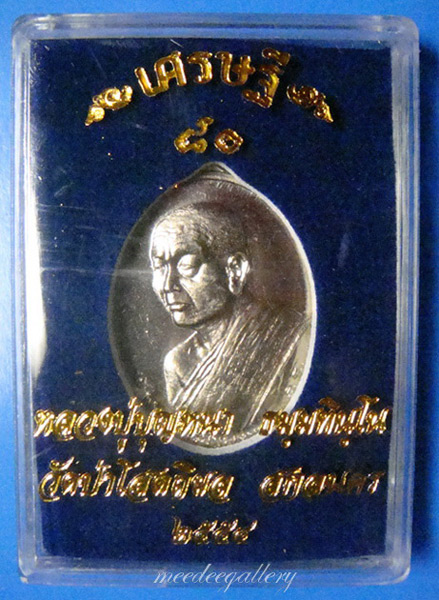 เศรษฐี
๘๐
หลวงปู่บุญหนา ธมฺมทินฺโน
วัดป่าโสตถิผล สกลนคร
๒๕๕๔
meedeegallery